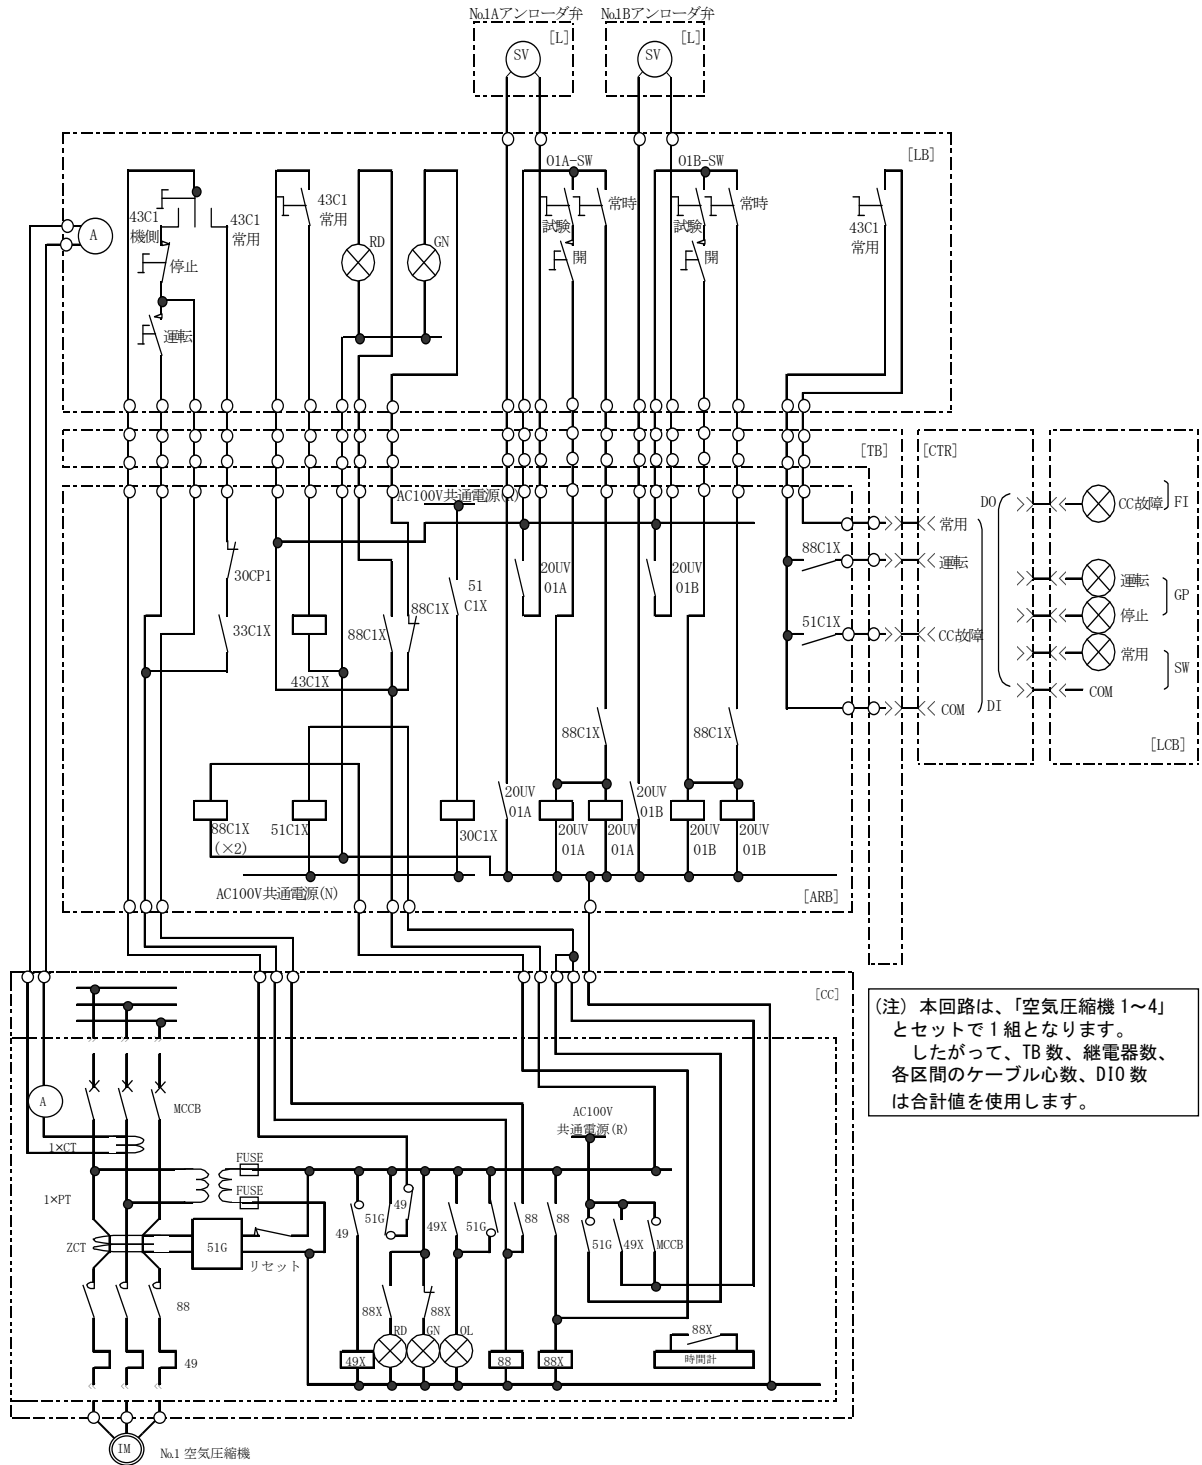 №1Aアンローダ弁
№1Bアンローダ弁
[L]
[L]
SV
SV
[LB]
01A-SW
01B-SW
43C1
機側
43C1
常用
43C1
常用
停止
運転
A
RD
GN
試験
常時
開
試験
常時
開
43C1
常用
[TB]
[CTR]
AC100V共通電源(R)
30CP1
33C1X
43C1X
88C1X
88C1X
51
C1X
20UV
01A
20UV
01B
88C1X
51C1X
常用
運転
CC故障
COM
DI
DO
CC故障
FI
運転
停止
GP
常用
SW
COM
[LCB]
88C1X
88C1X
88C1X
(×2)
51C1X
30C1X
20UV
01A
20UV
01A
20UV
01A
20UV
01B
20UV
01B
20UV
01B
AC100V共通電源(N)
[ARB]
[CC]
(注) 本回路は、「空気圧縮機1~4」
とセットで1組となります。
したがって、TB数、継電器数、
各区間のケーブル心数、DIO数
は合計値を使用します。
A
MCCB
1×CT
AC100V
共通電源(R)
FUSE
FUSE
1×PT
ZCT
51G
リセット
49
51G
49
49X
51G
88
88
51G
49X
MCCB
88
88X
88X
RD
GN
OL
88X
49
49X
88
88X
時間計
IM
№1 空気圧縮機